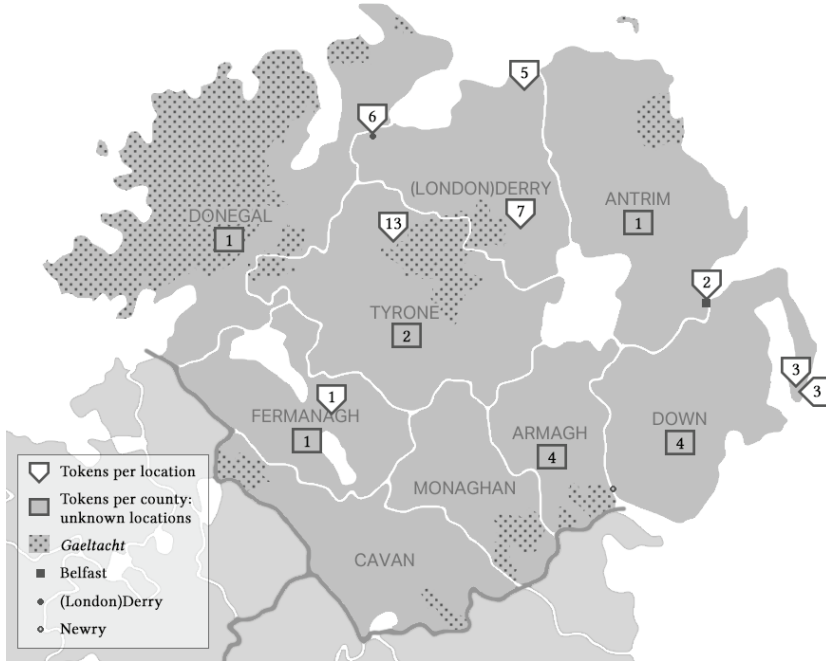 5
6
(LONDON)DERRY
7
ANTRIM
1
DONEGAL
1
13
2
TYRONE
2
3
3
1
FERMANAGH
1
ARMAGH
4
DOWN
4
MONAGHAN
CAVAN
Tokens per location
Tokens per county:
unknown locations
Gaeltacht
Belfast
(London)Derry
Newry